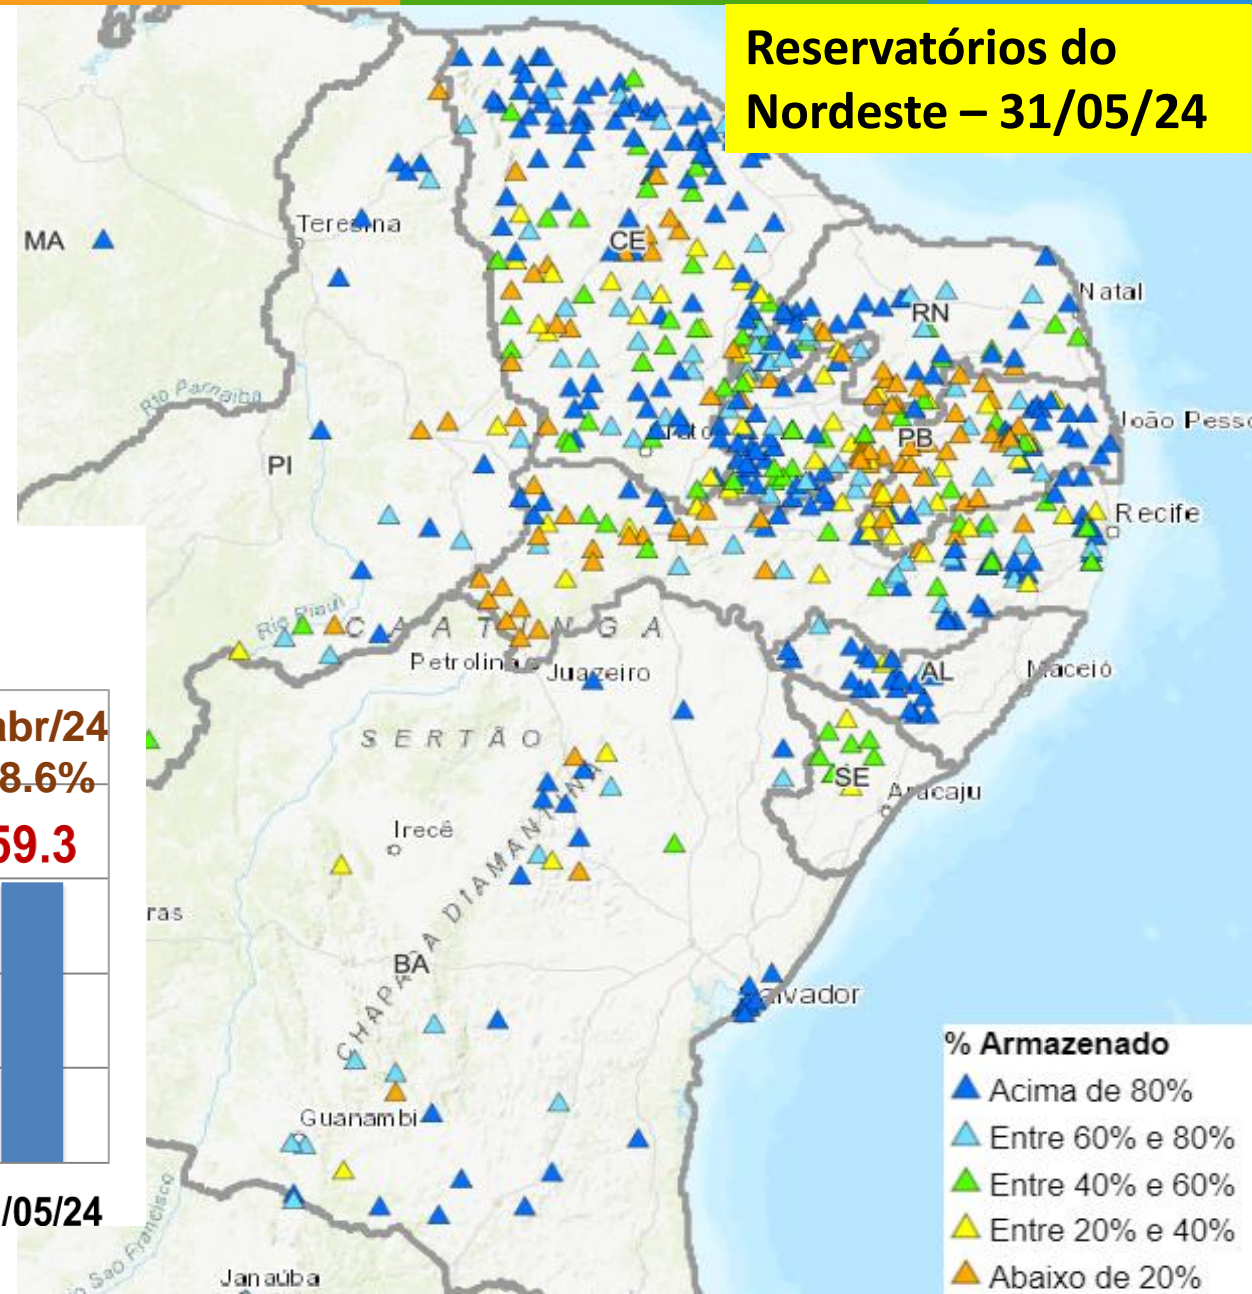 Reservatórios do
Nordeste – 31/05/24
MA
Teresina
CE
Natal
RN
Rio Parnaíba
João Pesso
PB
PI
Recife
Rio Piauí
CAATINGA
Petrolina
Juazeiro
AL
Maceió
abr/24
8.6%
59.3
SERTÃO
SE
Aracaju
Irecê
CHAPADA DIAMANTINA
ras
BA
Salvador
Guanambi
/05/24
Sao Francisco
Janaúba
% Armazenado
Acima de 80%
Entre 60% e 80%
Entre 40% e 60%
Entre 20% e 40%
Abaixo de 20%